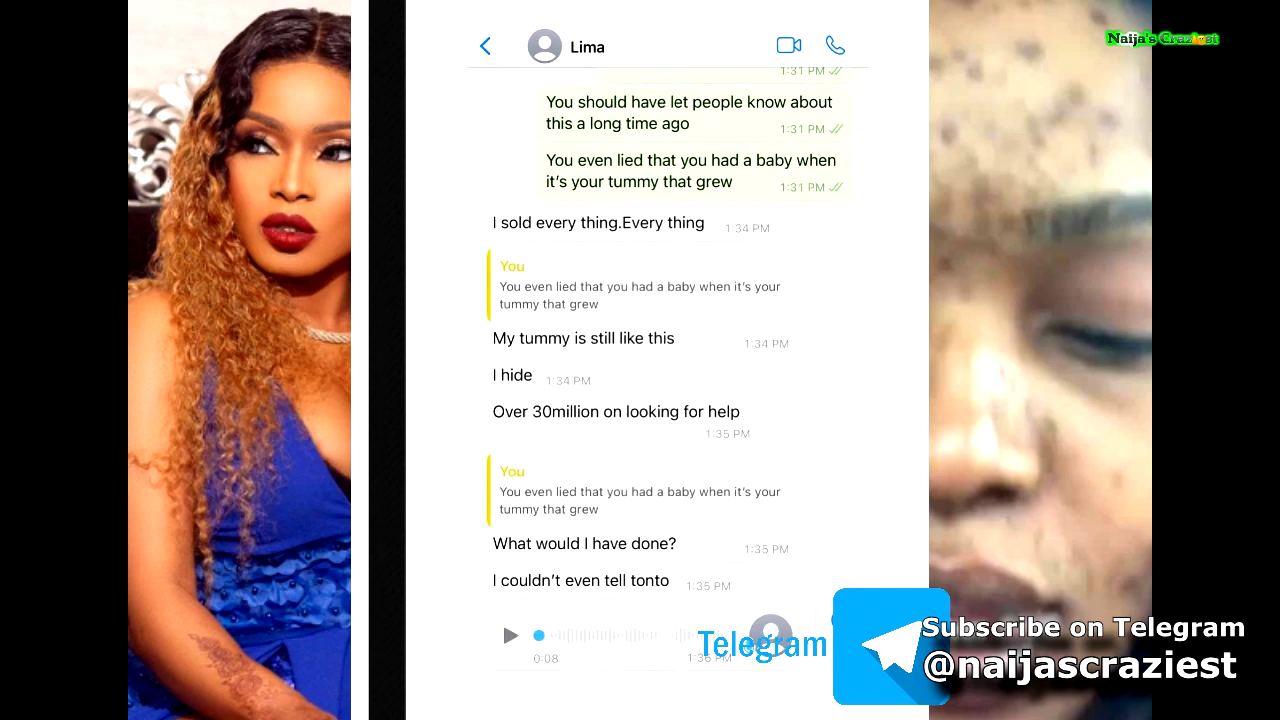 Naija's Craziest
Lima
1:31 PM
You should have let people know about
this a long time ago
1:31 PM
You even lied that you had a baby when
it's your tummy that grew
1:31 PM
I sold every thing.Every thing
1:34 PM
You
You even lied that you had a baby when it's your
tummy that grew
My tummy is still like this
1:34 PM
I hide
1:34 PM
Over 30million on looking for help
1:35 PM
You
You even lied that you had a baby when it's your
tummy that grew
What would I have done?
1:35 PM
I couldn't even tell tonto
1:35 PM
0:08
1:36 PM
Telegram
Subscribe on Telegram
@naijascraziest